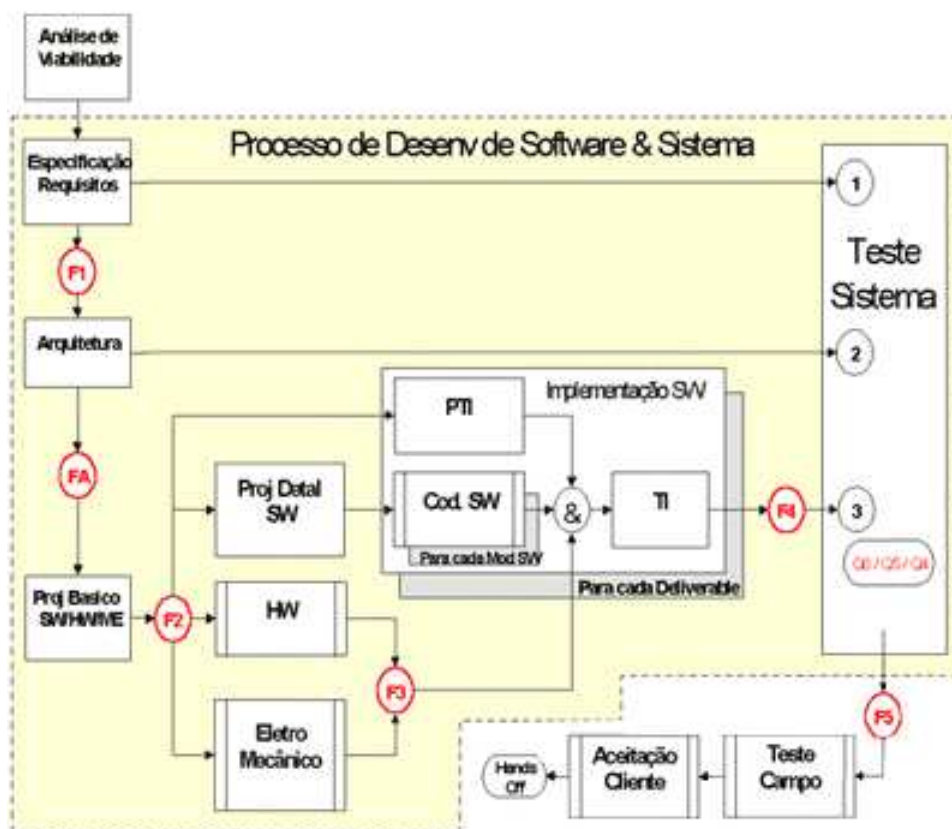 Análise de
Viabilidade
Processo de Desenv de Software & Sistema
Especificação
Requisitos
1
F1
Teste
Sistema
Arquitetura
2
Implementação SW
PTI
FA
Proj Detal
SW
Cod. SW
&
TI
F4
3
Para cada Mod SW
Para cada Deliverable
Proj Basico
SW/HW/ME
F2
HW
F3
Eletro
Mecânico
F5
Hands
Off
Aceitação
Cliente
Teste
Campo